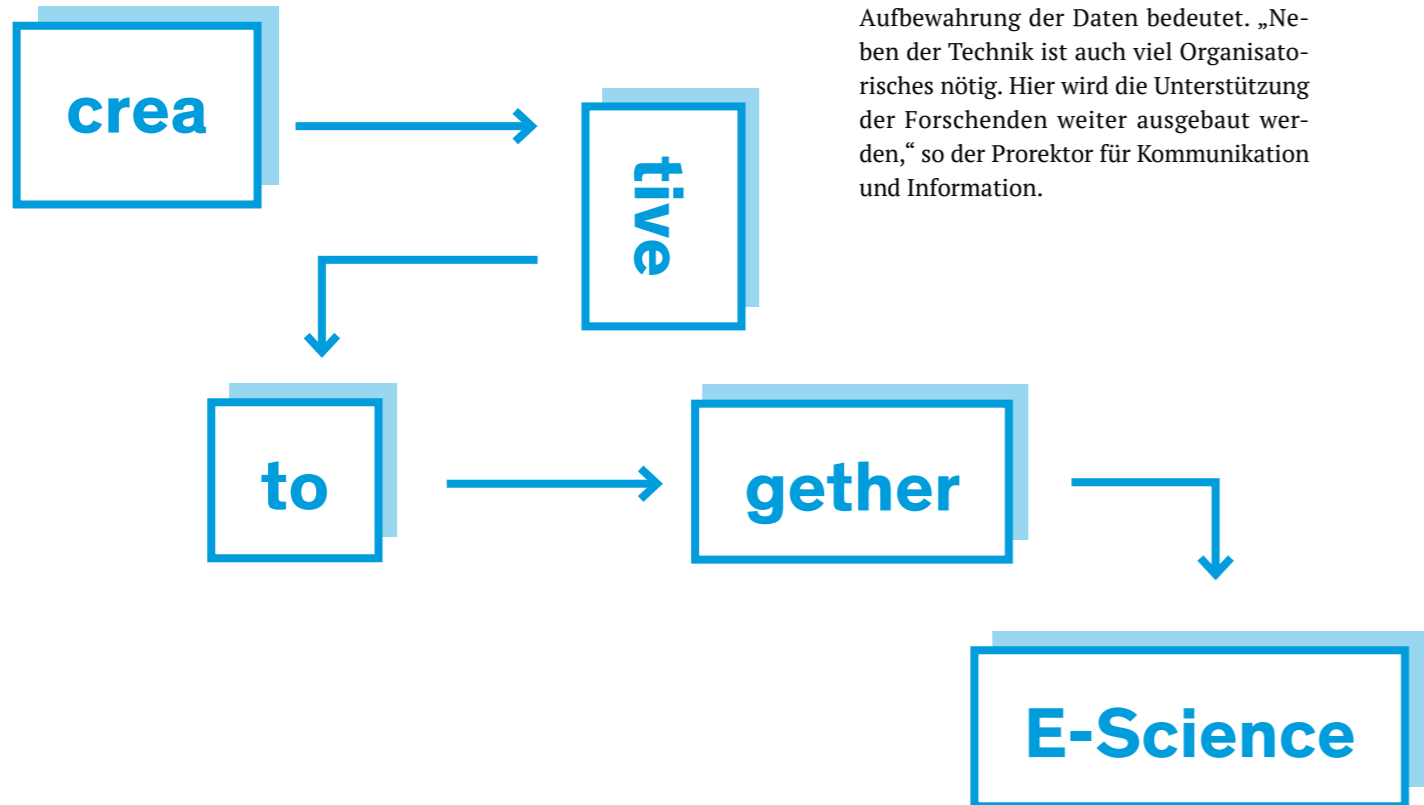 Aufbewahrung der Daten bedeutet. „Ne-
ben der Technik ist auch viel Organisato-
risches nötig. Hier wird die Unterstützung
der Forschenden weiter ausgebaut wer-
den,“ so der Prorektor für Kommunikation
und Information.
crea
tive
to
gether
E-Science